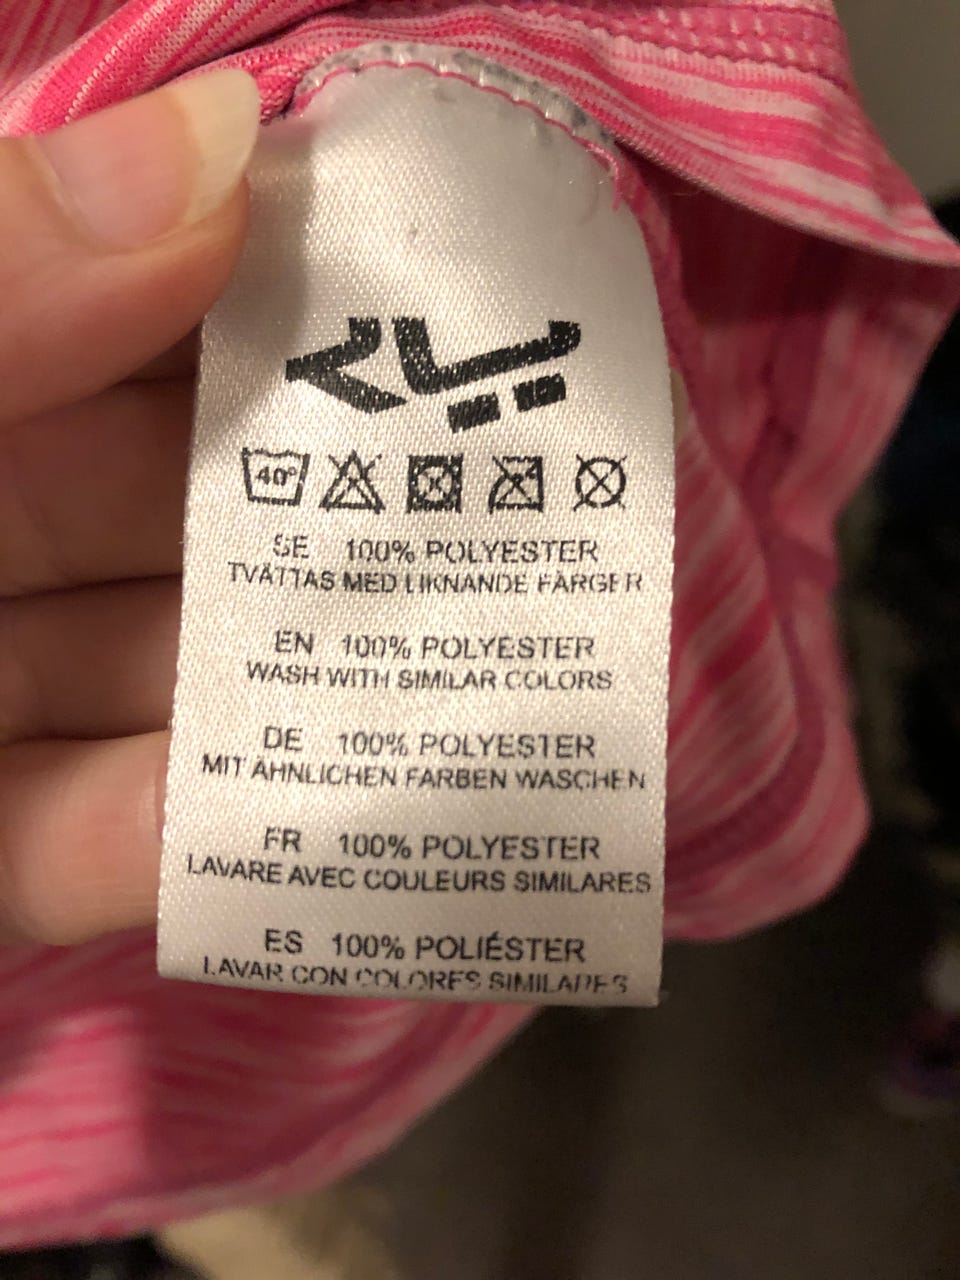 40°
SE 100% POLYESTER
TVÄTTAS MED LIKNANDE FÄRGER
EN 100% POLYESTER
WASH WITH SIMILAR COLORS
DE 100% POLYESTER
MIT ÄHNLICHEN FARBEN WASCHEN
FR 100% POLYESTER
LAVARE AVEC COULEURS SIMILARES
ES 100% POLIÉSTER
LAVAR CON COLORES SIMILARES